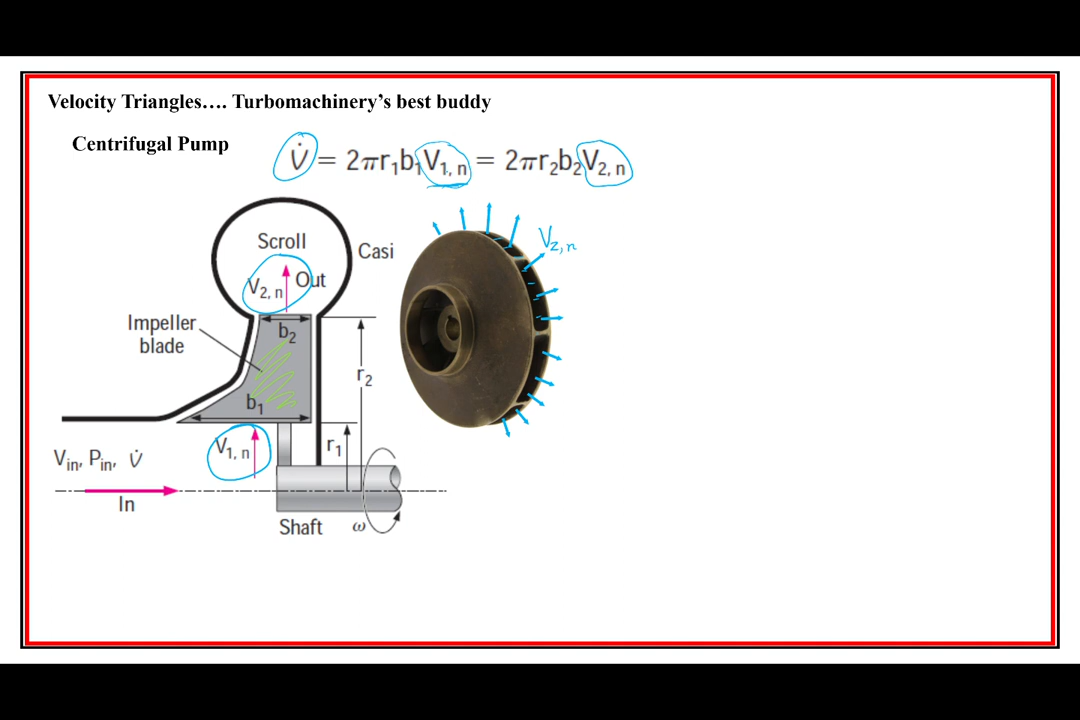 Velocity Triangles…. Turbomachinery’s best buddy
Centrifugal Pump
V̇ = 2πr₁b₁V₁, ₙ = 2πr₂b₂V₂, ₙ
V₂, ₙ
Scroll
Casi
V₂, ₙ Out
Impeller
blade
b₂
r₂
b₁
V₁, ₙ
r₁
Vin, Pin, V̇
In
Shaft
ω